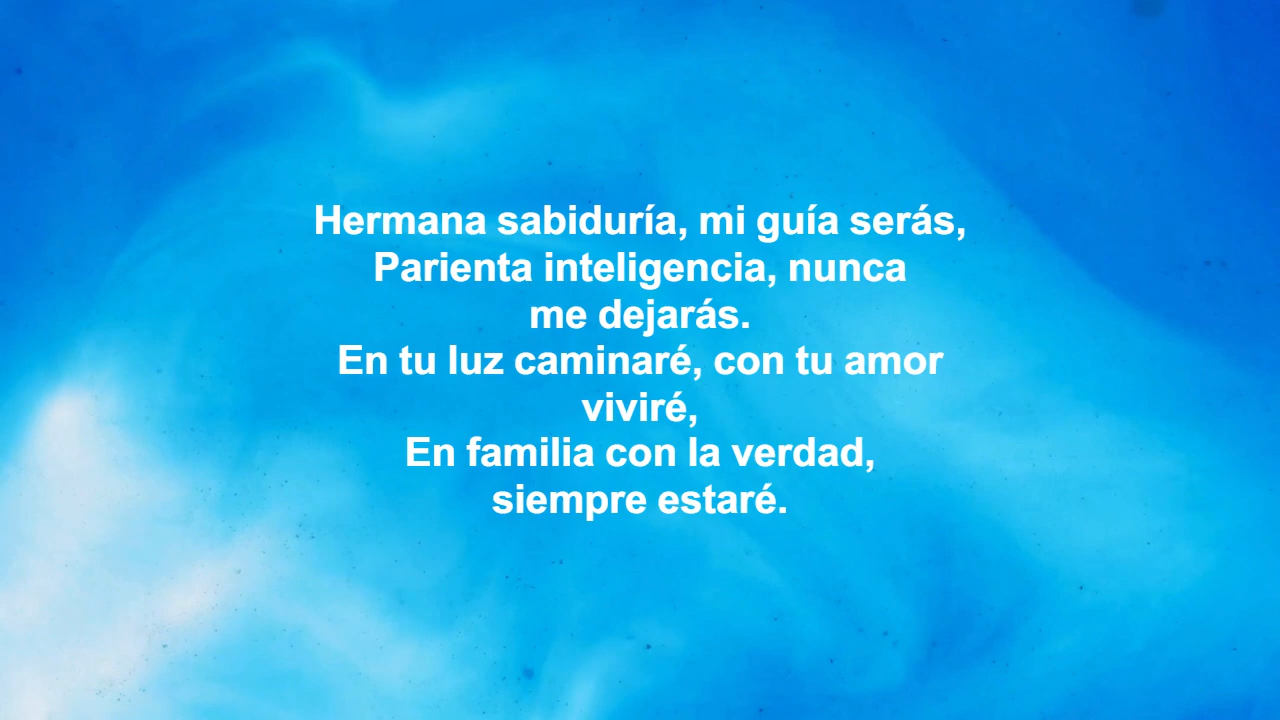 Hermana sabiduría, mi guía serás,
Parienta inteligencia, nunca
me dejarás.
En tu luz caminaré, con tu amor
viviré,
En familia con la verdad,
siempre estaré.